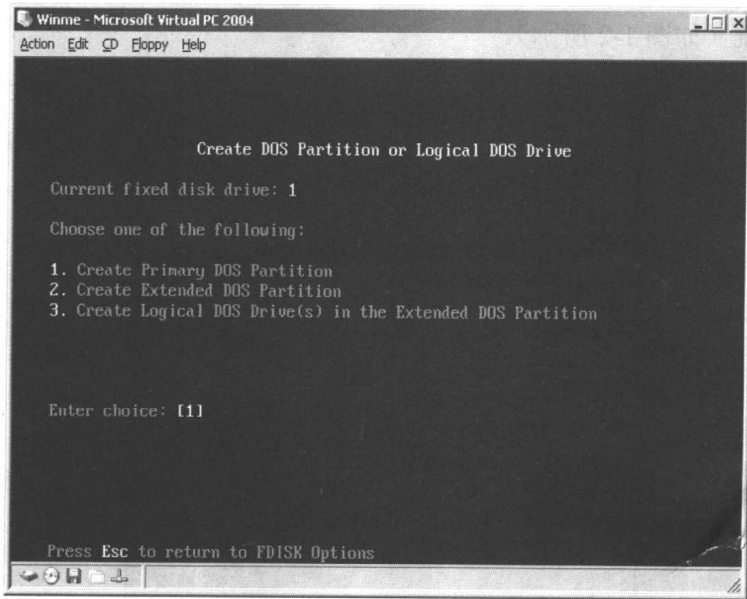 Winme - Microsoft Virtual PC 2004
Action Edit CD Floppy Help
Create DOS Partition or Logical DOS Drive
Current fixed disk drive: 1
Choose one of the following:
1. Create Primary DOS Partition
2. Create Extended DOS Partition
3. Create Logical DOS Drive(s) in the Extended DOS Partition
Enter choice: [1]
Press Esc to return to FDISK Options